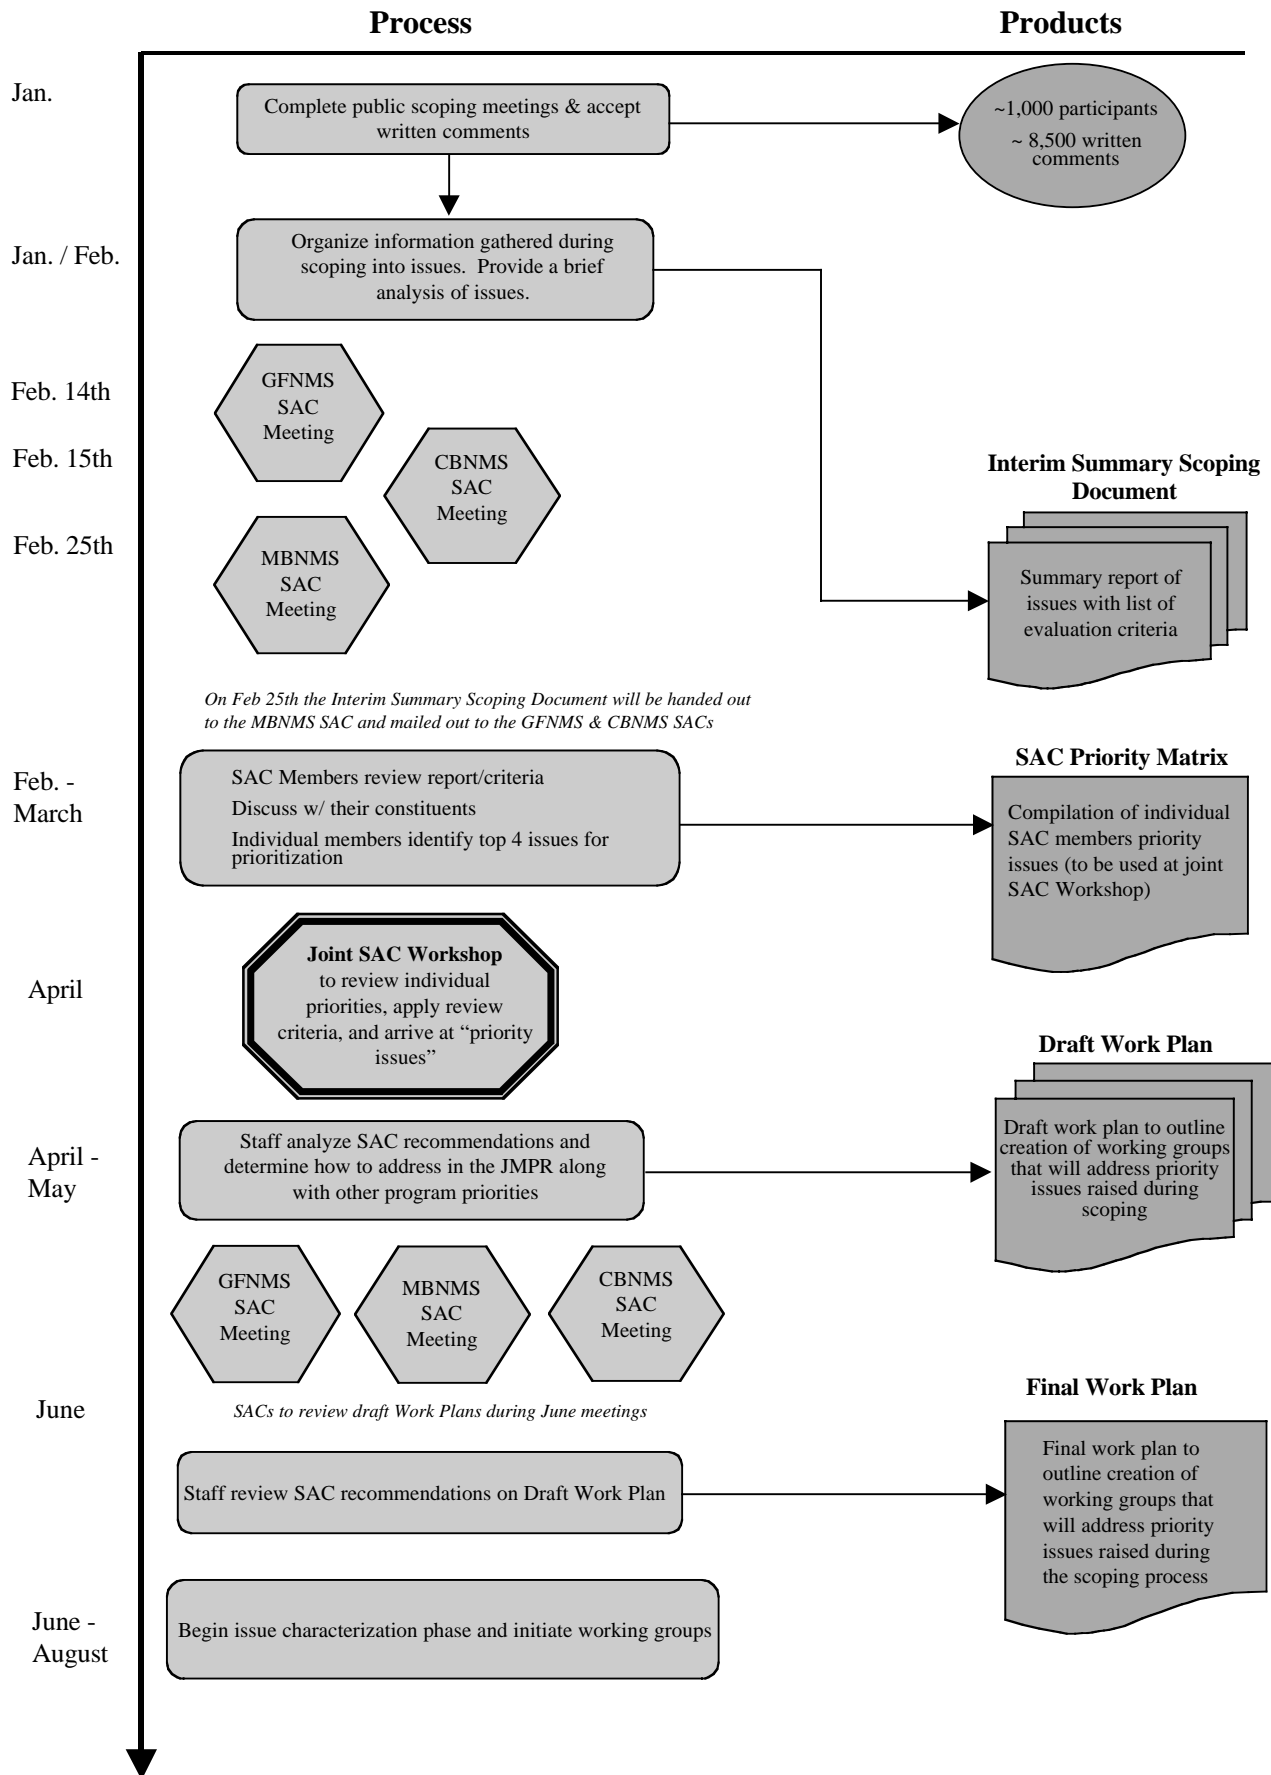 Process
Products
Jan.
Complete public scoping meetings & accept
written comments
~1,000 participants
~ 8,500 written
comments
Jan. / Feb.
Organize information gathered during
scoping into issues.  Provide a brief
analysis of issues.
Feb. 14th
GFNMS
SAC
Meeting
Feb. 15th
CBNMS
SAC
Meeting
Feb. 25th
MBNMS
SAC
Meeting
Interim Summary Scoping
Document
Summary report of
issues with list of
evaluation criteria
On Feb 25th the Interim Summary Scoping Document will be handed out
to the MBNMS SAC and mailed out to the GFNMS & CBNMS SACs
Feb. -
March
SAC Members review report/criteria
Discuss w/ their constituents
Individual members identify top 4 issues for
prioritization
SAC Priority Matrix
Compilation of individual
SAC members priority
issues (to be used at joint
SAC Workshop)
April
Joint SAC Workshop
to review individual
priorities, apply review
criteria, and arrive at “priority
issues”
Draft Work Plan
Draft work plan to outline
creation of working groups
that will address priority
issues raised during
scoping
April -
May
Staff analyze SAC recommendations and
determine how to address in the JMPR along
with other program priorities
GFNMS
SAC
Meeting
MBNMS
SAC
Meeting
CBNMS
SAC
Meeting
June
SACs to review draft Work Plans during June meetings
Final Work Plan
Staff review SAC recommendations on Draft Work Plan
Final work plan to
outline creation of
working groups that
will address priority
issues raised during
the scoping process
June -
August
Begin issue characterization phase and initiate working groups